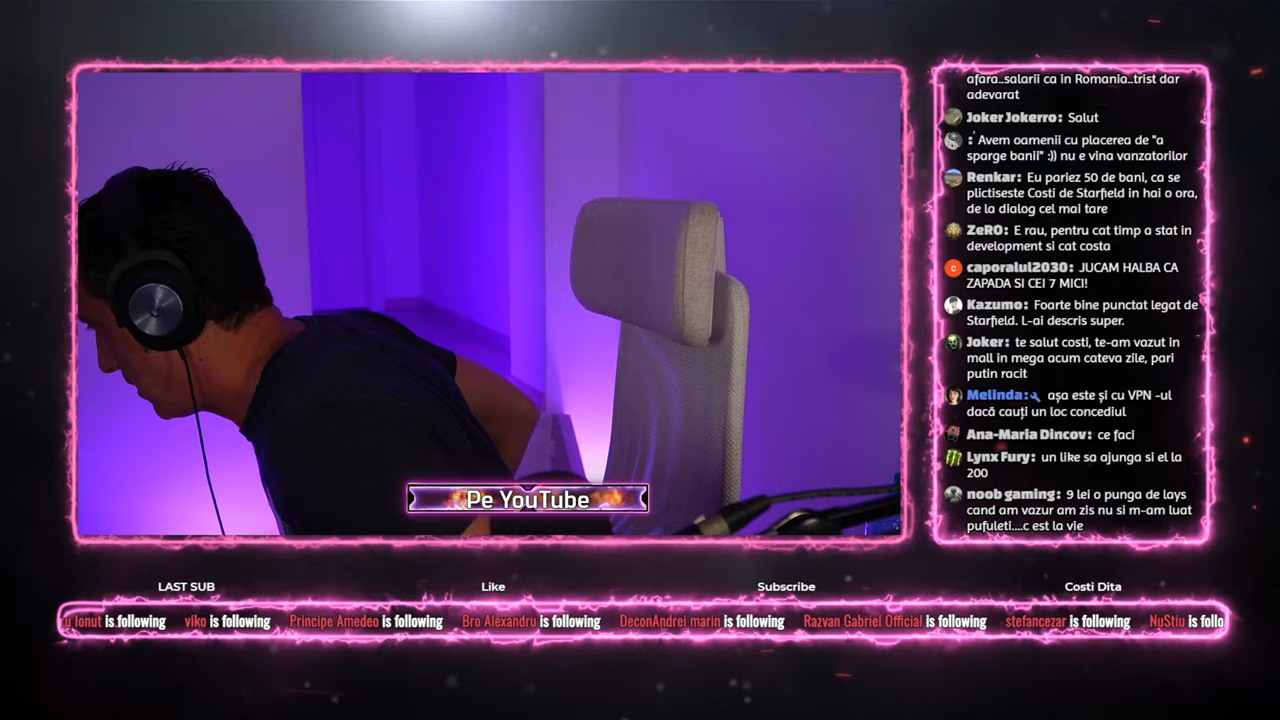 afara..salarii ca in Romania..trist dar
adevarat
Joker Jokerro: Salut
: Avem oamenii cu placerea de "a
sparge banii" :)) nu e vina vanzatorilor
Renkar: Eu pariez 50 de bani, ca se
plictiseste Costi de Starfield in hai o ora,
de la dialog cel mai tare
ZeRO: E rau, pentru cat timp a stat in
development si cat costa
caporalul2030: JUCAM HALBA CA
ZAPADA SI CEI 7 MICI!
Kazumo: Foarte bine punctat legat de
Starfield. L-ai descris super.
Joker: te salut costi, te-am vazut in
mall in mega acum cateva zile, pari
putin racit
Melinda: așa este și cu VPN -ul
dacă cauți un loc concediul
Ana-Maria Dincov: ce faci
Lynx Fury: un like sa ajunga si el la
200
noob gaming: 9 lei o punga de lays
cand am vazur am zis nu si m-am luat
pufuleti....c est la vie
Pe YouTube
LAST SUB Like Subscribe Costi Dita
u Ionut is following viko is following Principe Amedeo is following Bro Alexandru is following DeconAndrei marin is following Razvan Gabriel Official is following stefancezar is following NuStiu is follo